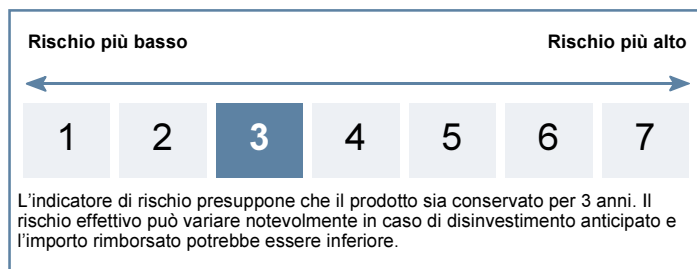 Rischio più basso Rischio più alto
1 2 3 4 5 6 7
L'indicatore di rischio presuppone che il prodotto sia conservato per 3 anni. Il
rischio effettivo può variare notevolmente in caso di disinvestimento anticipato e
l'importo rimborsato potrebbe essere inferiore.